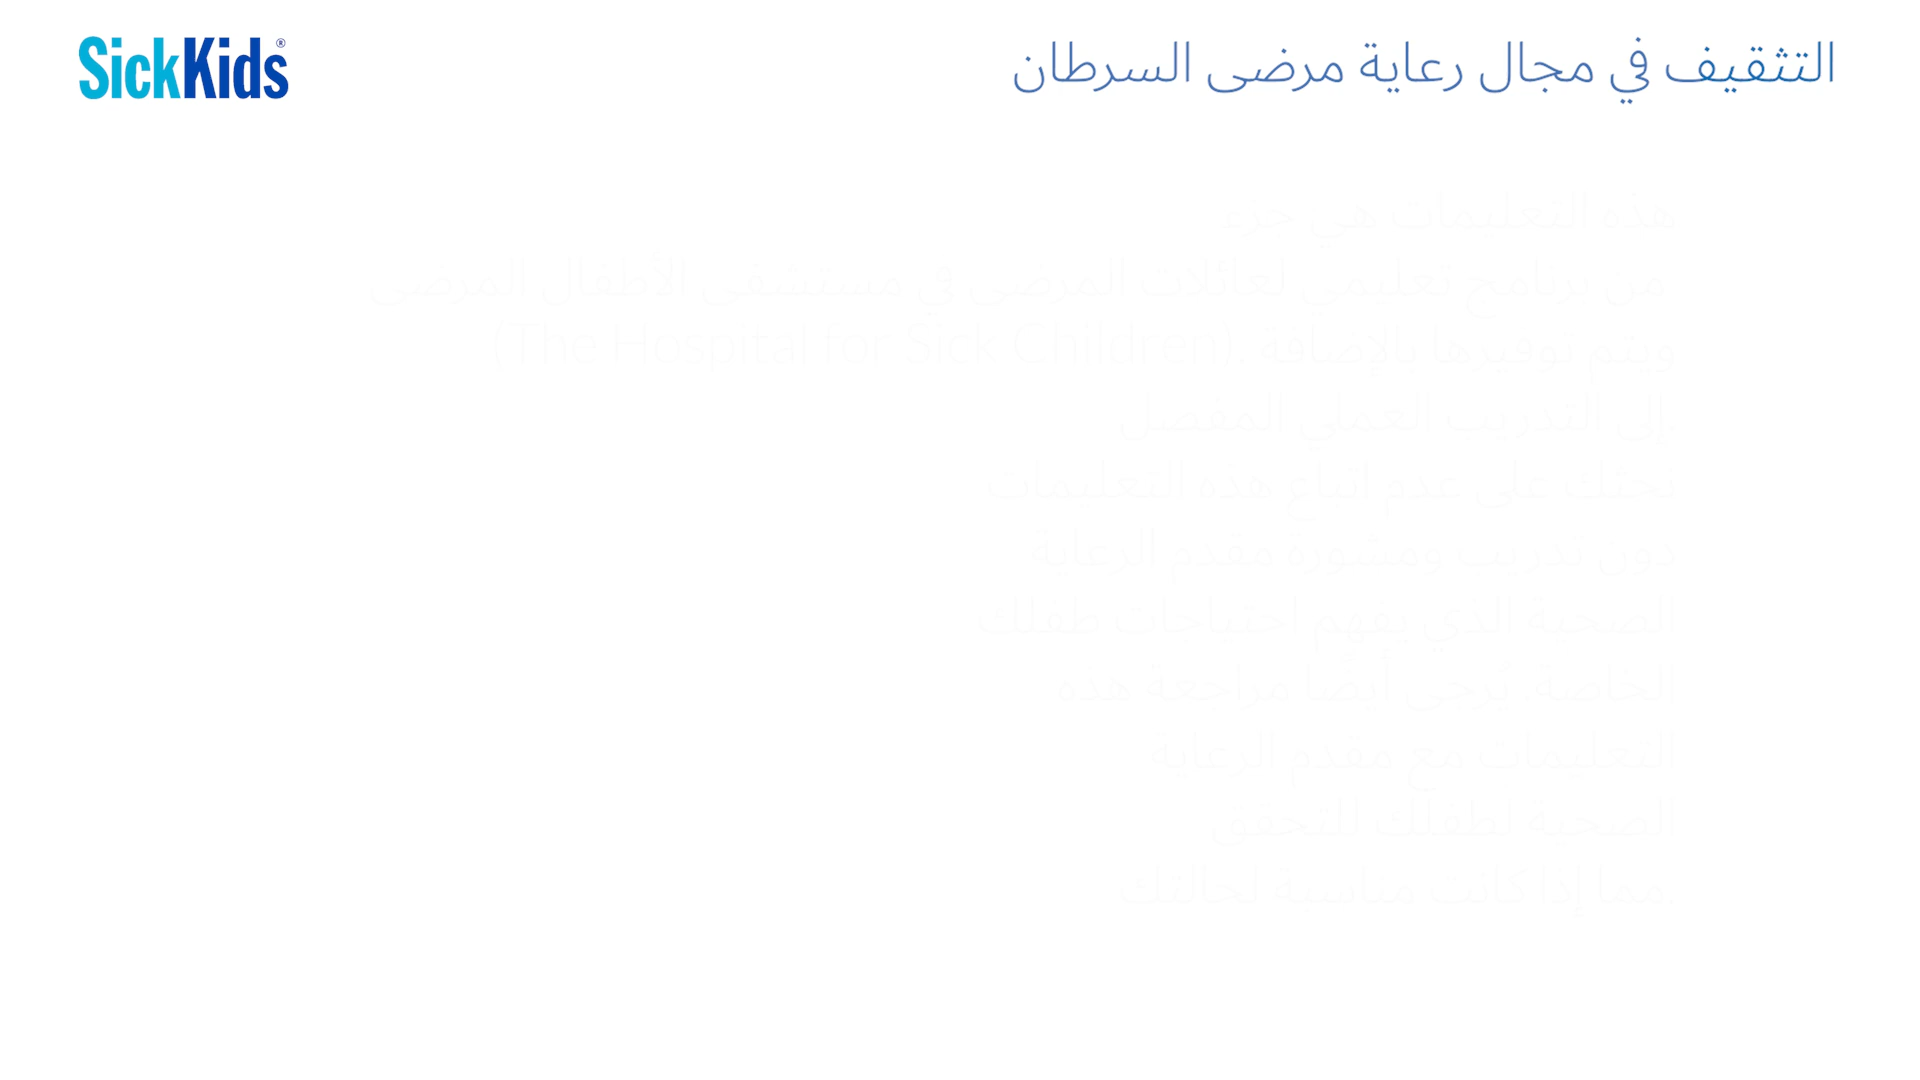 SickKids®
التثقيف في مجال رعاية مرضى السرطان
هذه التعليمات هي جزء
من برنامج تعليمي لعائلات المرضى في مستشفى الأطفال المرضى
(The Hospital for Sick Children). ويتم توفيرها بالإضافة
إلى التدريب العملي المفصل.
نحثك على عدم اتباع هذه التعليمات
دون تدريب ومشورة مقدم الرعاية
الصحية الذي يفهم احتياجات طفلك
الخاصة. يُرجى أيضًا مراجعة هذه
التعليمات مع مقدم الرعاية
الصحية لطفلك للتحقق
مما إذا كانت مناسبة لحالتك.